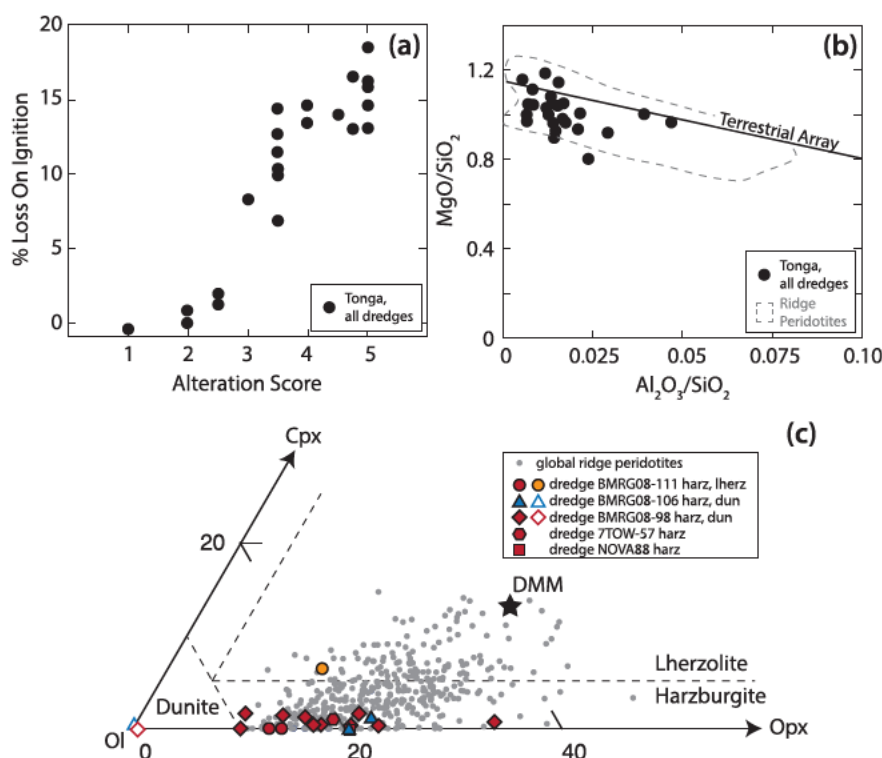 (a)
% Loss On Ignition
20
15
10
5
0
1 2 3 4 5
Alteration Score
Tonga,
all dredges
(b)
MgO/SiO₂
1.2
0.8
0.4
0
0 0.025 0.05 0.10
Al₂O₃/SiO₂
Terrestrial Array
Tonga,
all dredges
Ridge
Peridotites
(c)
Cpx
20
global ridge peridotites
dredge BMRG08-111 harz, lherz
dredge BMRG08-106 harz, dun
dredge BMRG08-98 harz, dun
dredge 7TOW-57 harz
dredge NOVA88 harz
DMM
Lherzolite
Harzburgite
Dunite
Ol
0 20 40
Opx